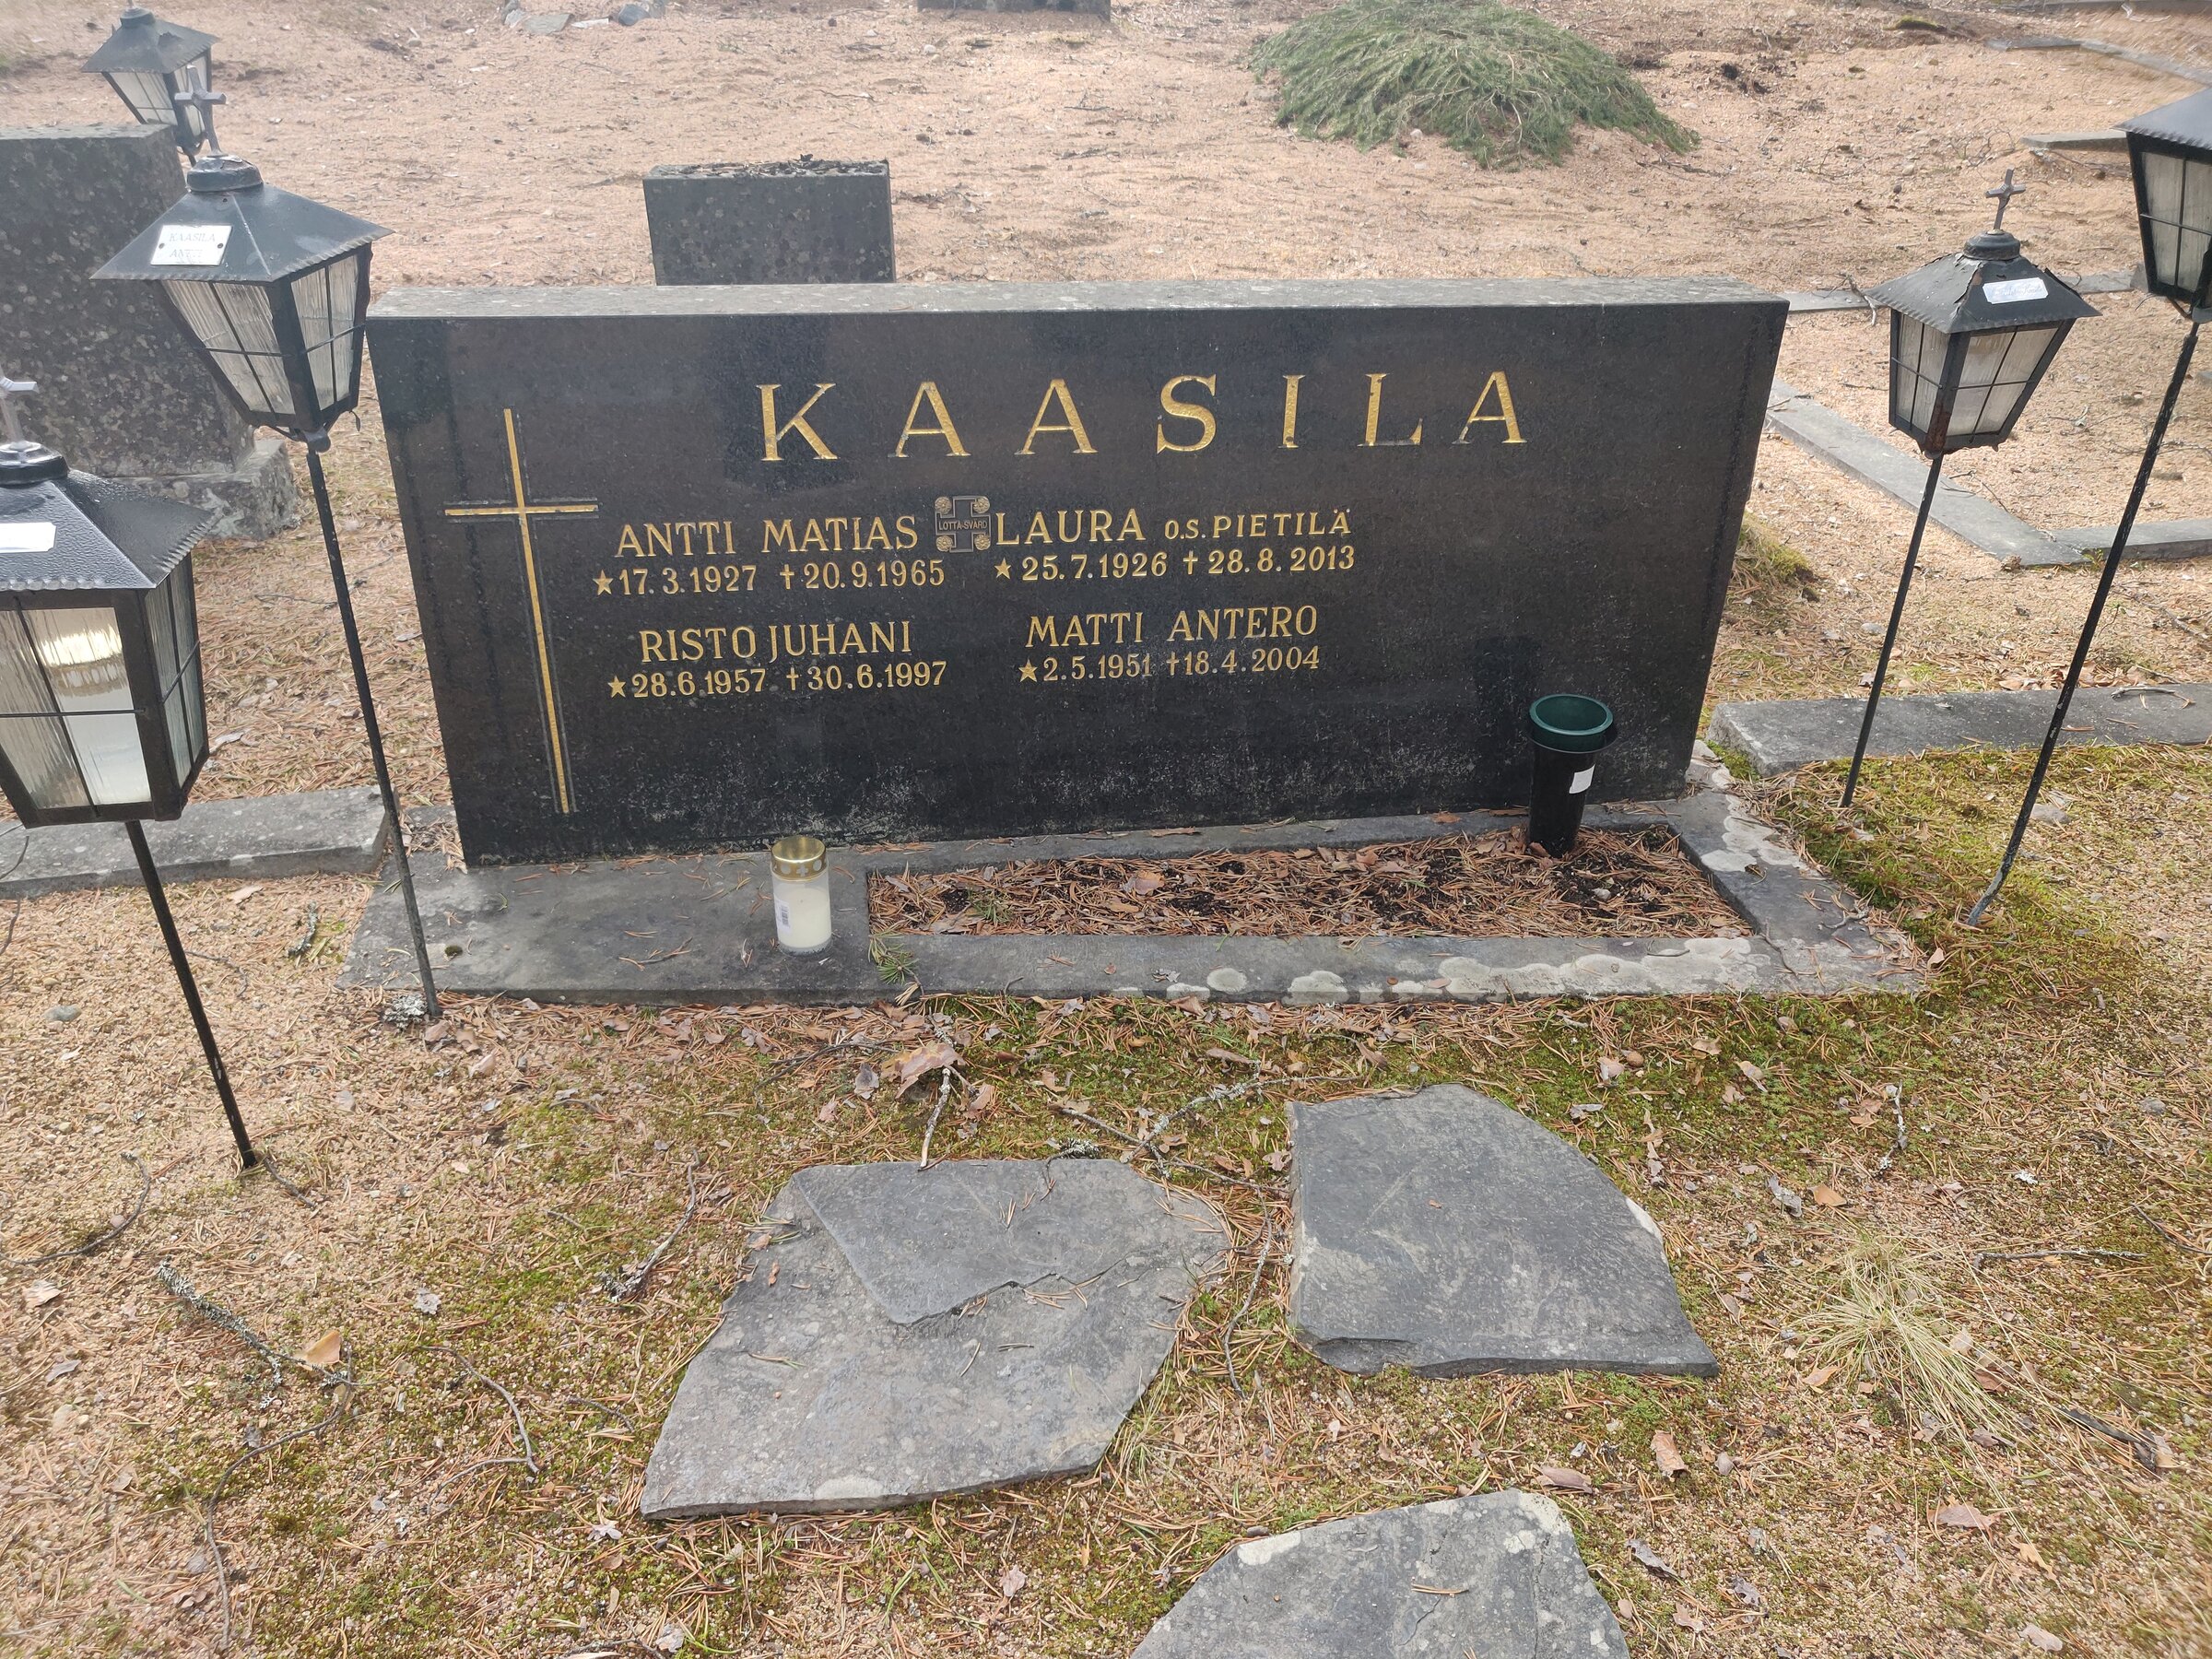 KAASILA
KAASILA
ANTTI MATIAS LOTTA-SVÄRD LAURA O.S. PIETILÄ
★17.3.1927 †20.9.1965 ★25.7.1926 †28.8.2013
RISTO JUHANI MATTI ANTERO
★28.6.1957 †30.6.1997 ★2.5.1951 †18.4.2004